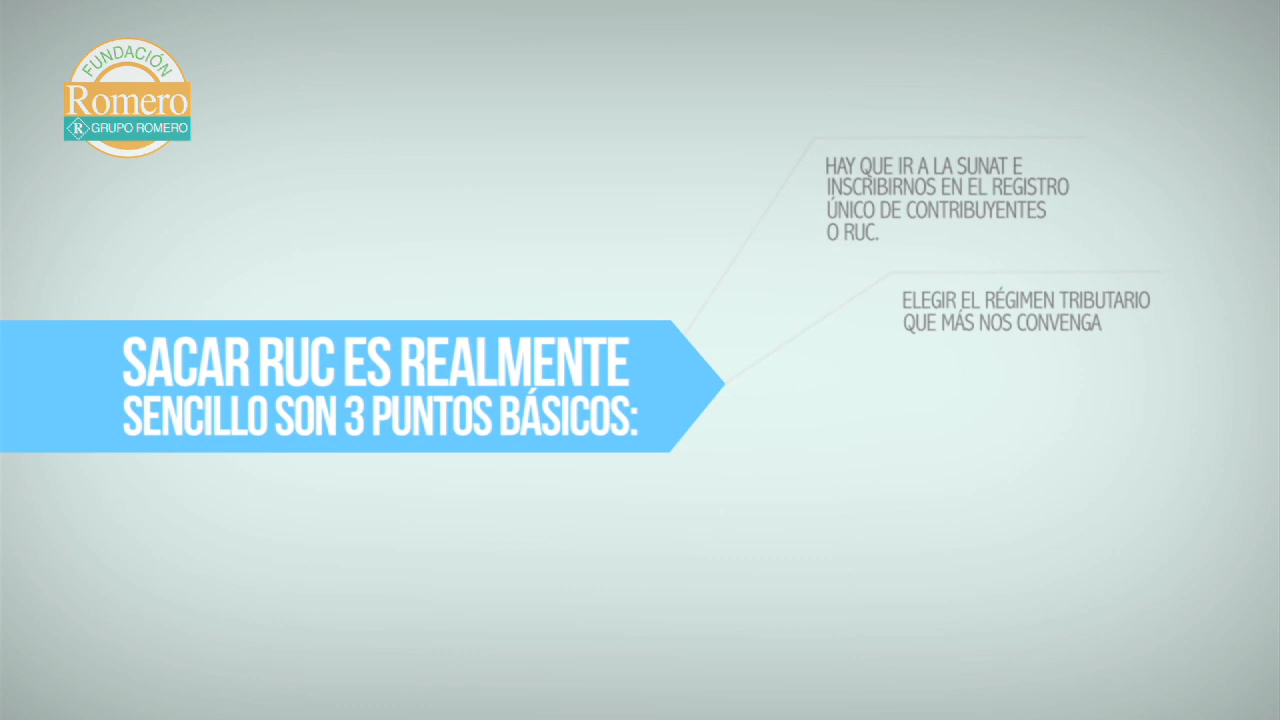 FUNDACIÓN
Romero
R GRUPO ROMERO
HAY QUE IR A LA SUNAT E
INSCRIBIRNOS EN EL REGISTRO
ÚNICO DE CONTRIBUYENTES
O RUC.
ELEGIR EL RÉGIMEN TRIBUTARIO
QUE MÁS NOS CONVENGA
SACAR RUC ES REALMENTE
SENCILLO SON 3 PUNTOS BÁSICOS: